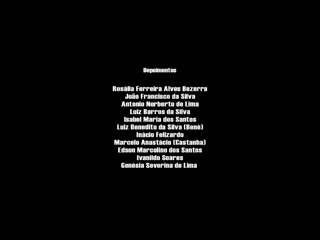 Depoimentos
Rosália Ferreira Alves Bezerra
João Francisco da Silva
Antonio Norberto de Lima
Luiz Barros da Silva
Isabel Maria dos Santos
Luiz Benedito da Silva (Bené)
Inácio Felizardo
Marcelo Anastácio (Castanha)
Edson Marcolino dos Santos
Ivanildo Soares
Genésia Severina de Lima